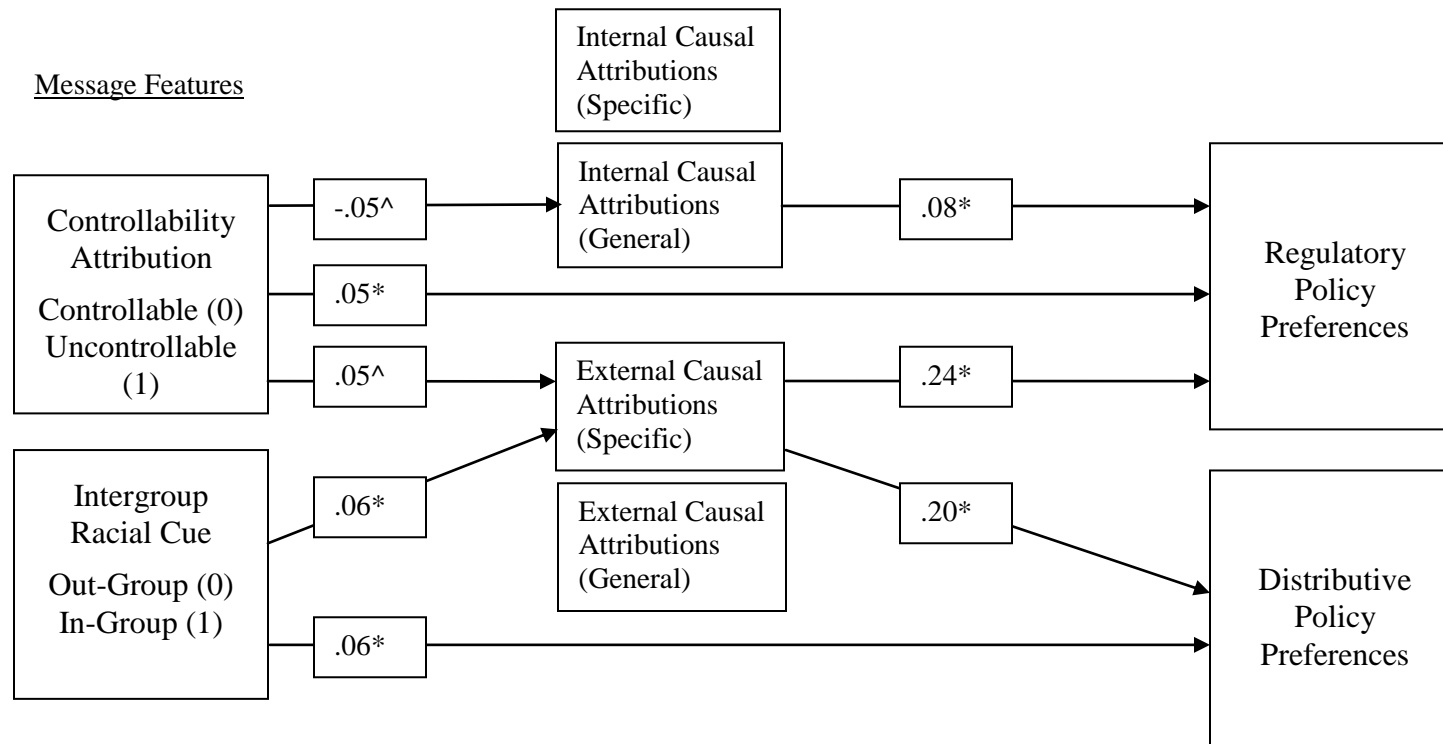 Message Features
Internal Causal
Attributions
(Specific)
Controllability
Attribution
Controllable (0)
Uncontrollable
(1)
-.05^
Internal Causal
Attributions
(General)
.08*
Regulatory
Policy
Preferences
.05*
.05^
External Causal
Attributions
(Specific)
.24*
Intergroup
Racial Cue
Out-Group (0)
In-Group (1)
.06*
External Causal
Attributions
(General)
.20*
Distributive
Policy
Preferences
.06*